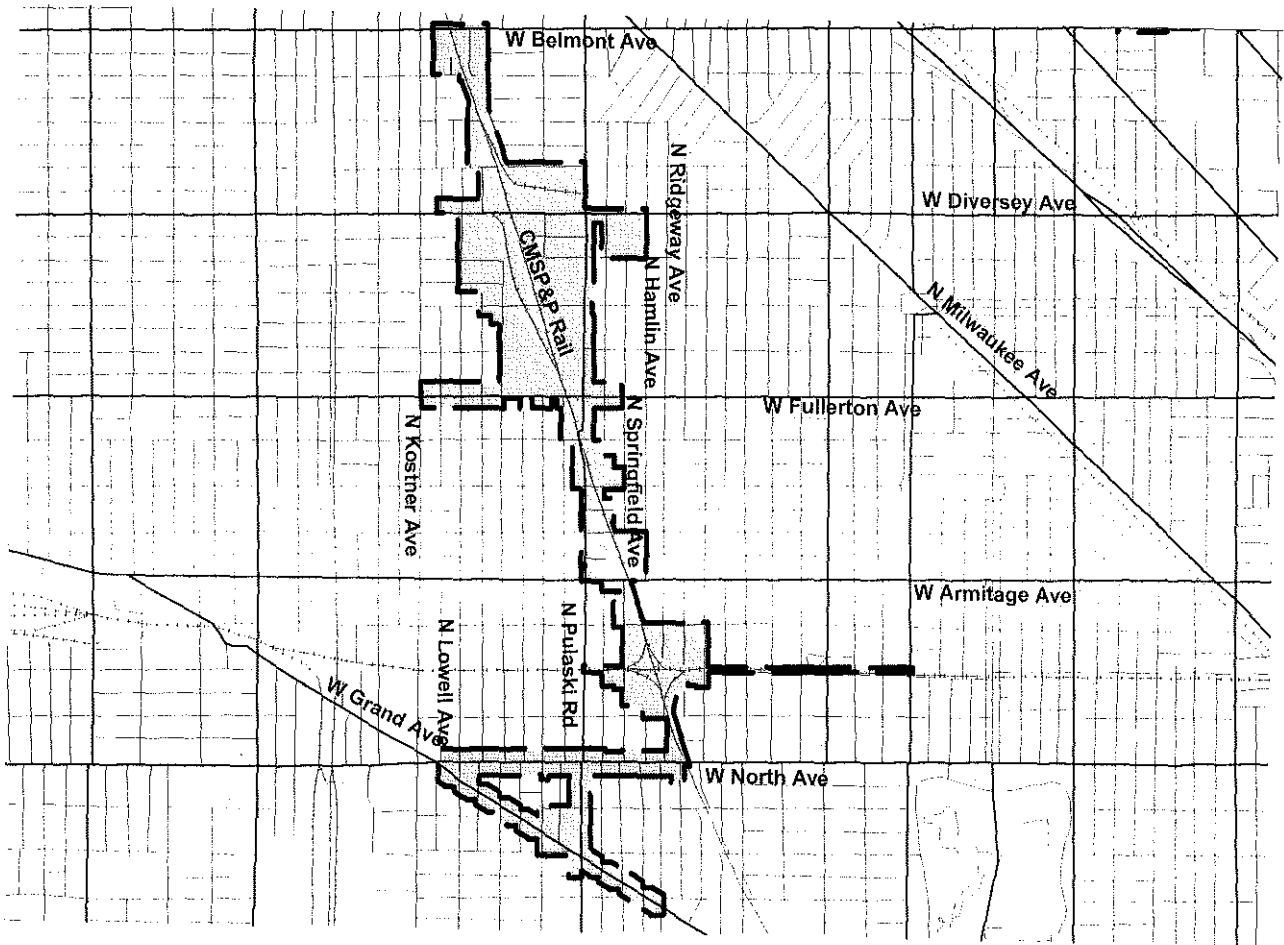 W Belmont Ave
N Ridgeway Ave
W Diversey Ave
CMSP&P Rail
N Hamlin Ave
N Milwaukee Ave
W Fullerton Ave
N Springfield Ave
N Kostner Ave
W Armitage Ave
N Pulaski Rd
N Lowell Ave
W Grand Ave
W North Ave